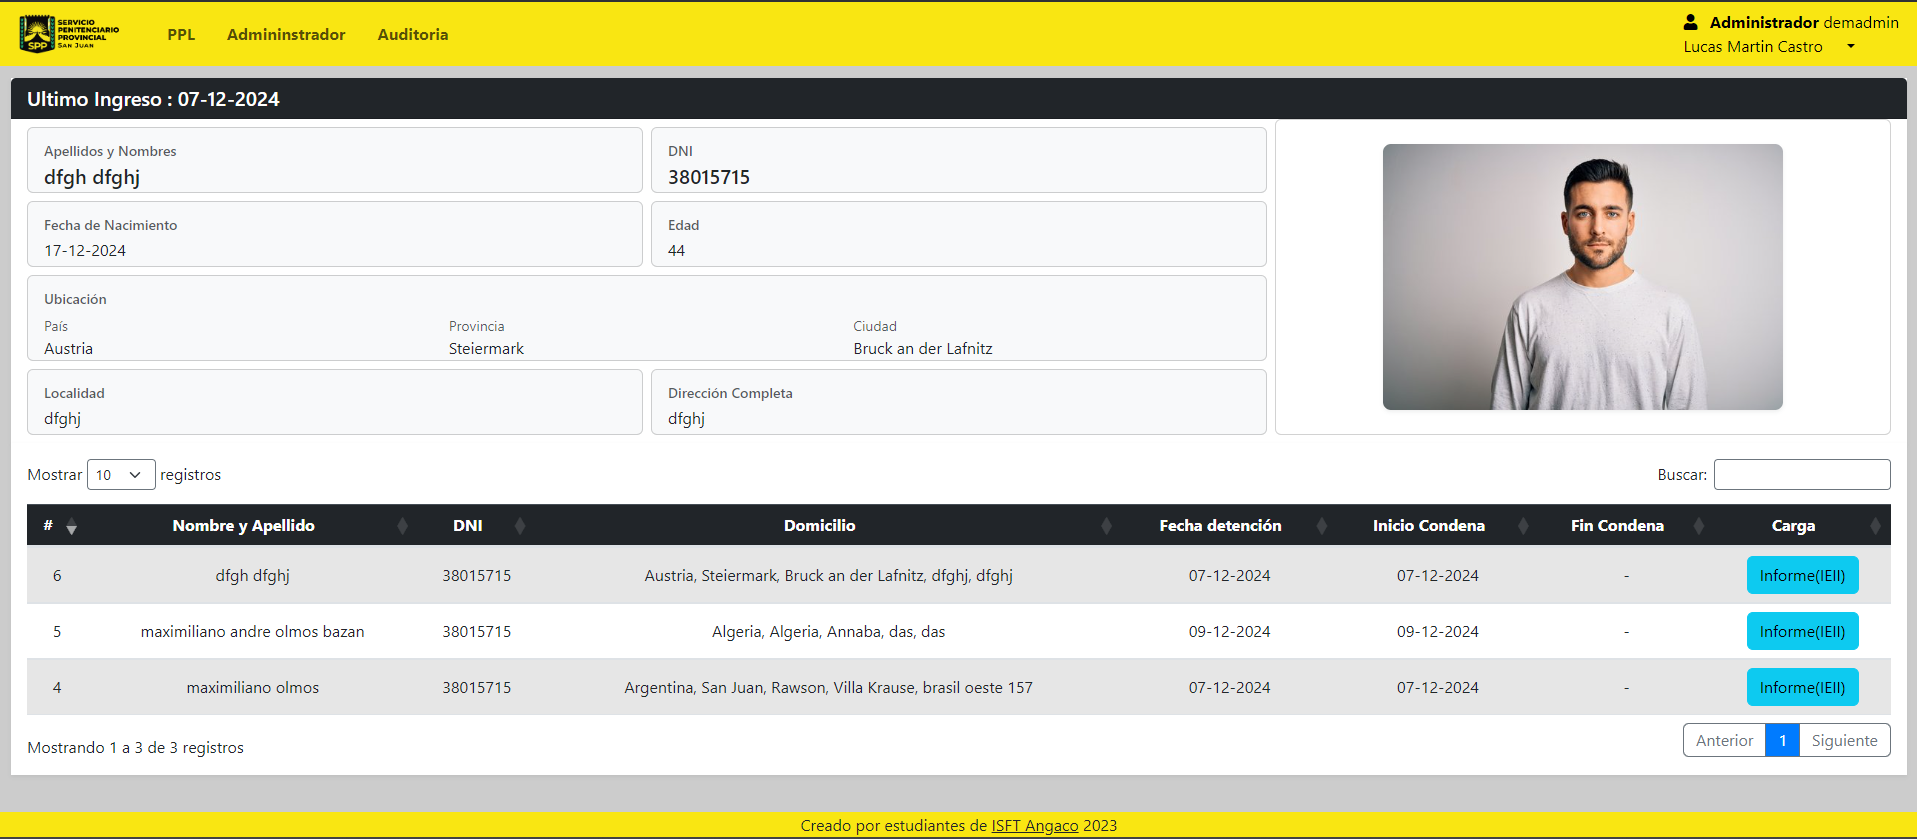 SERVICIO
PENITENCIARIO
PROVINCIAL
SAN JUAN
SPP
PPL
Admininstrador
Auditoria
Administrador demadmin
Lucas Martin Castro
Ultimo Ingreso : 07-12-2024
Apellidos y Nombres
dfgh dfghj
DNI
38015715
Fecha de Nacimiento
17-12-2024
Edad
44
Ubicación
País Provincia Ciudad
Austria Steiermark Bruck an der Lafnitz
Localidad
dfghj
Dirección Completa
dfghj
Mostrar 10 registros
Buscar:
# Nombre y Apellido DNI Domicilio Fecha detención Inicio Condena Fin Condena Carga
6 dfgh dfghj 38015715 Austria, Steiermark, Bruck an der Lafnitz, dfghj, dfghj 07-12-2024 07-12-2024 - Informe(IEII)
5 maximiliano andre olmos bazan 38015715 Algeria, Algeria, Annaba, das, das 09-12-2024 09-12-2024 - Informe(IEII)
4 maximiliano olmos 38015715 Argentina, San Juan, Rawson, Villa Krause, brasil oeste 157 07-12-2024 07-12-2024 - Informe(IEII)
Mostrando 1 a 3 de 3 registros
Anterior 1 Siguiente
Creado por estudiantes de ISFT Angaco 2023